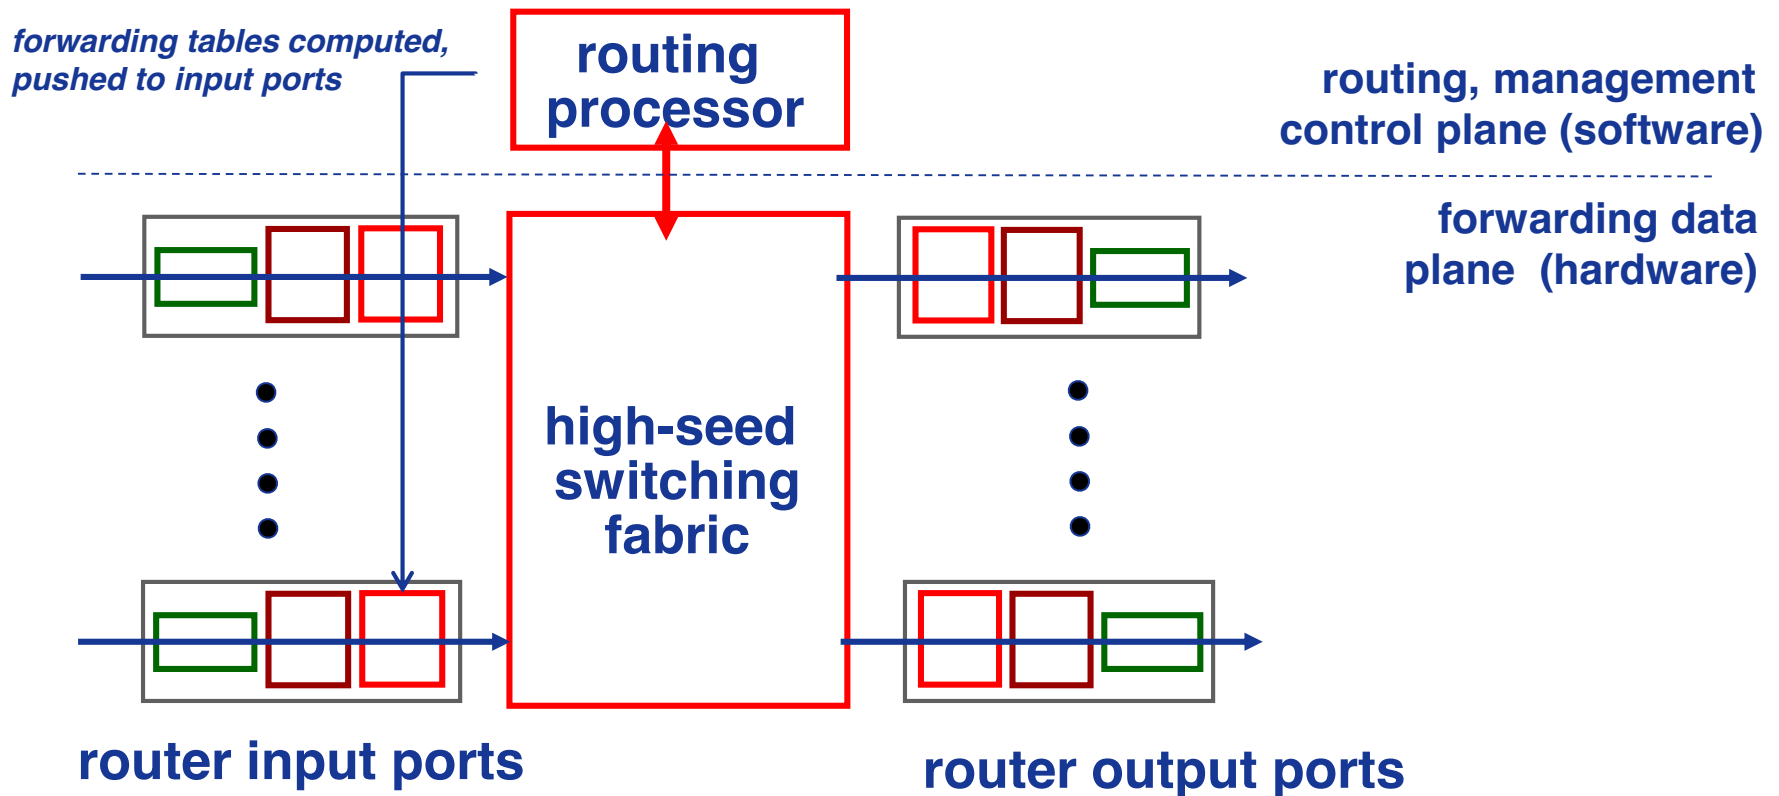 forwarding tables computed,
pushed to input ports
routing
processor
routing, management
control plane (software)
forwarding data
plane (hardware)
high-seed
switching
fabric
router input ports
router output ports